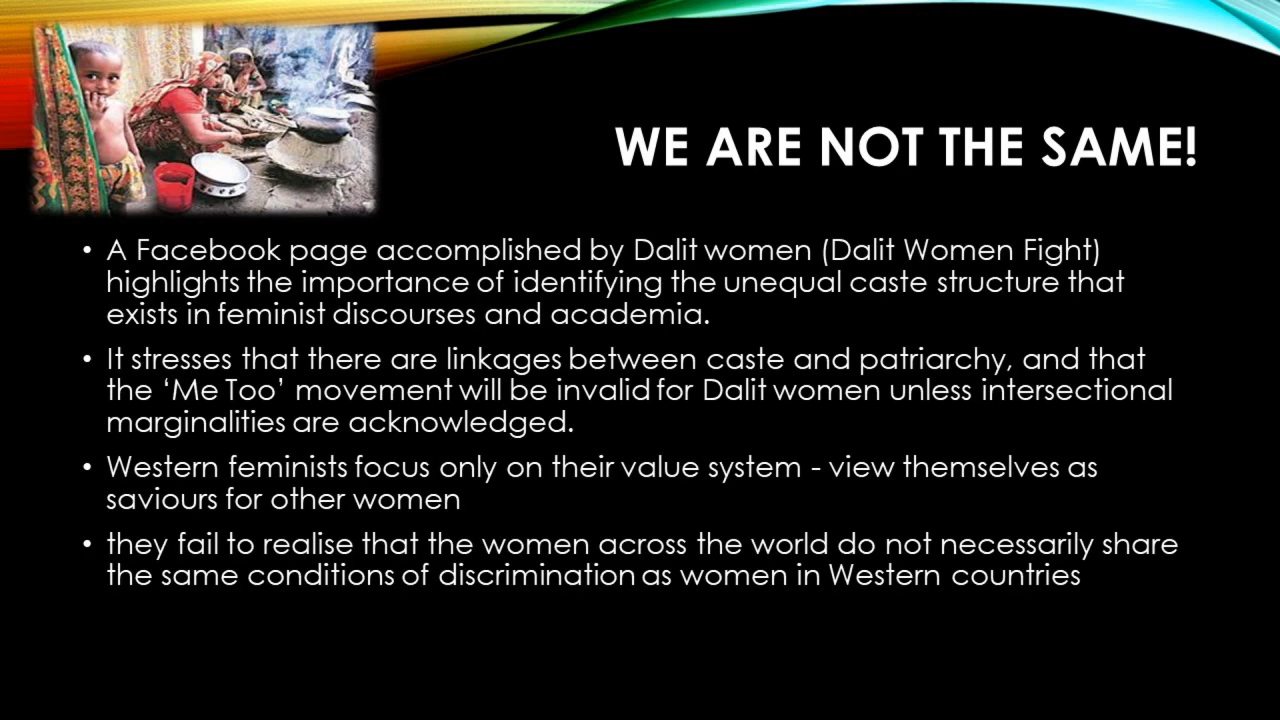 WE ARE NOT THE SAME!
• A Facebook page accomplished by Dalit women (Dalit Women Fight)
highlights the importance of identifying the unequal caste structure that
exists in feminist discourses and academia.
• It stresses that there are linkages between caste and patriarchy, and that
the ‘Me Too’ movement will be invalid for Dalit women unless intersectional
marginalities are acknowledged.
• Western feminists focus only on their value system - view themselves as
saviours for other women
• they fail to realise that the women across the world do not necessarily share
the same conditions of discrimination as women in Western countries